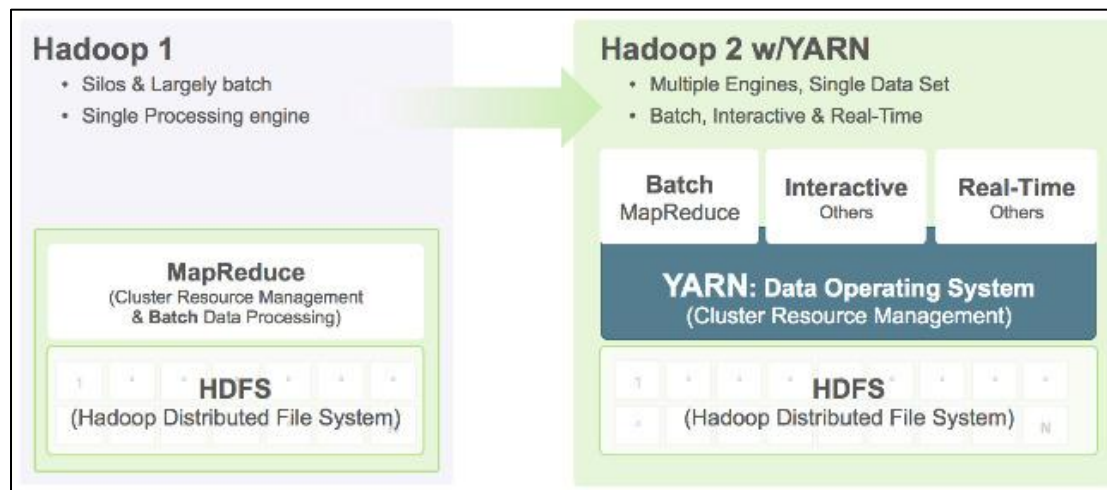 Hadoop 1
• Silos & Largely batch
• Single Processing engine
MapReduce
(Cluster Resource Management
& Batch Data Processing)
1 * * * * * *
HDFS
(Hadoop Distributed File System)
N
Hadoop 2 w/YARN
• Multiple Engines, Single Data Set
• Batch, Interactive & Real-Time
Batch
MapReduce
Interactive
Others
Real-Time
Others
YARN: Data Operating System
(Cluster Resource Management)
1 * * * * * * * *
HDFS
* (Hadoop Distributed File System)
N